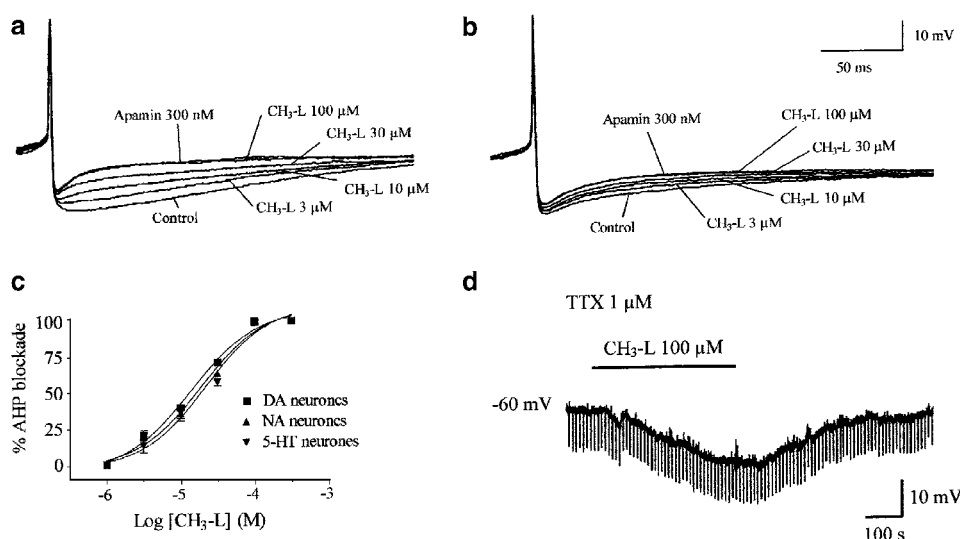 a
Apamin 300 nM
CH₃-L 100 µM
CH₃-L 30 µM
CH₃-L 10 µM
CH₃-L 3 µM
Control
b
10 mV
50 ms
Apamin 300 nM
CH₃-L 100 µM
CH₃-L 30 µM
CH₃-L 10 µM
CH₃-L 3 µM
Control
c
% AHP blockade
100
75
50
25
0
DA neurones
NA neurones
5-HT neurones
-6 -5 -4 -3
Log [CH₃-L] (M)
d
TTX 1 µM
CH₃-L 100 µM
-60 mV
10 mV
100 s